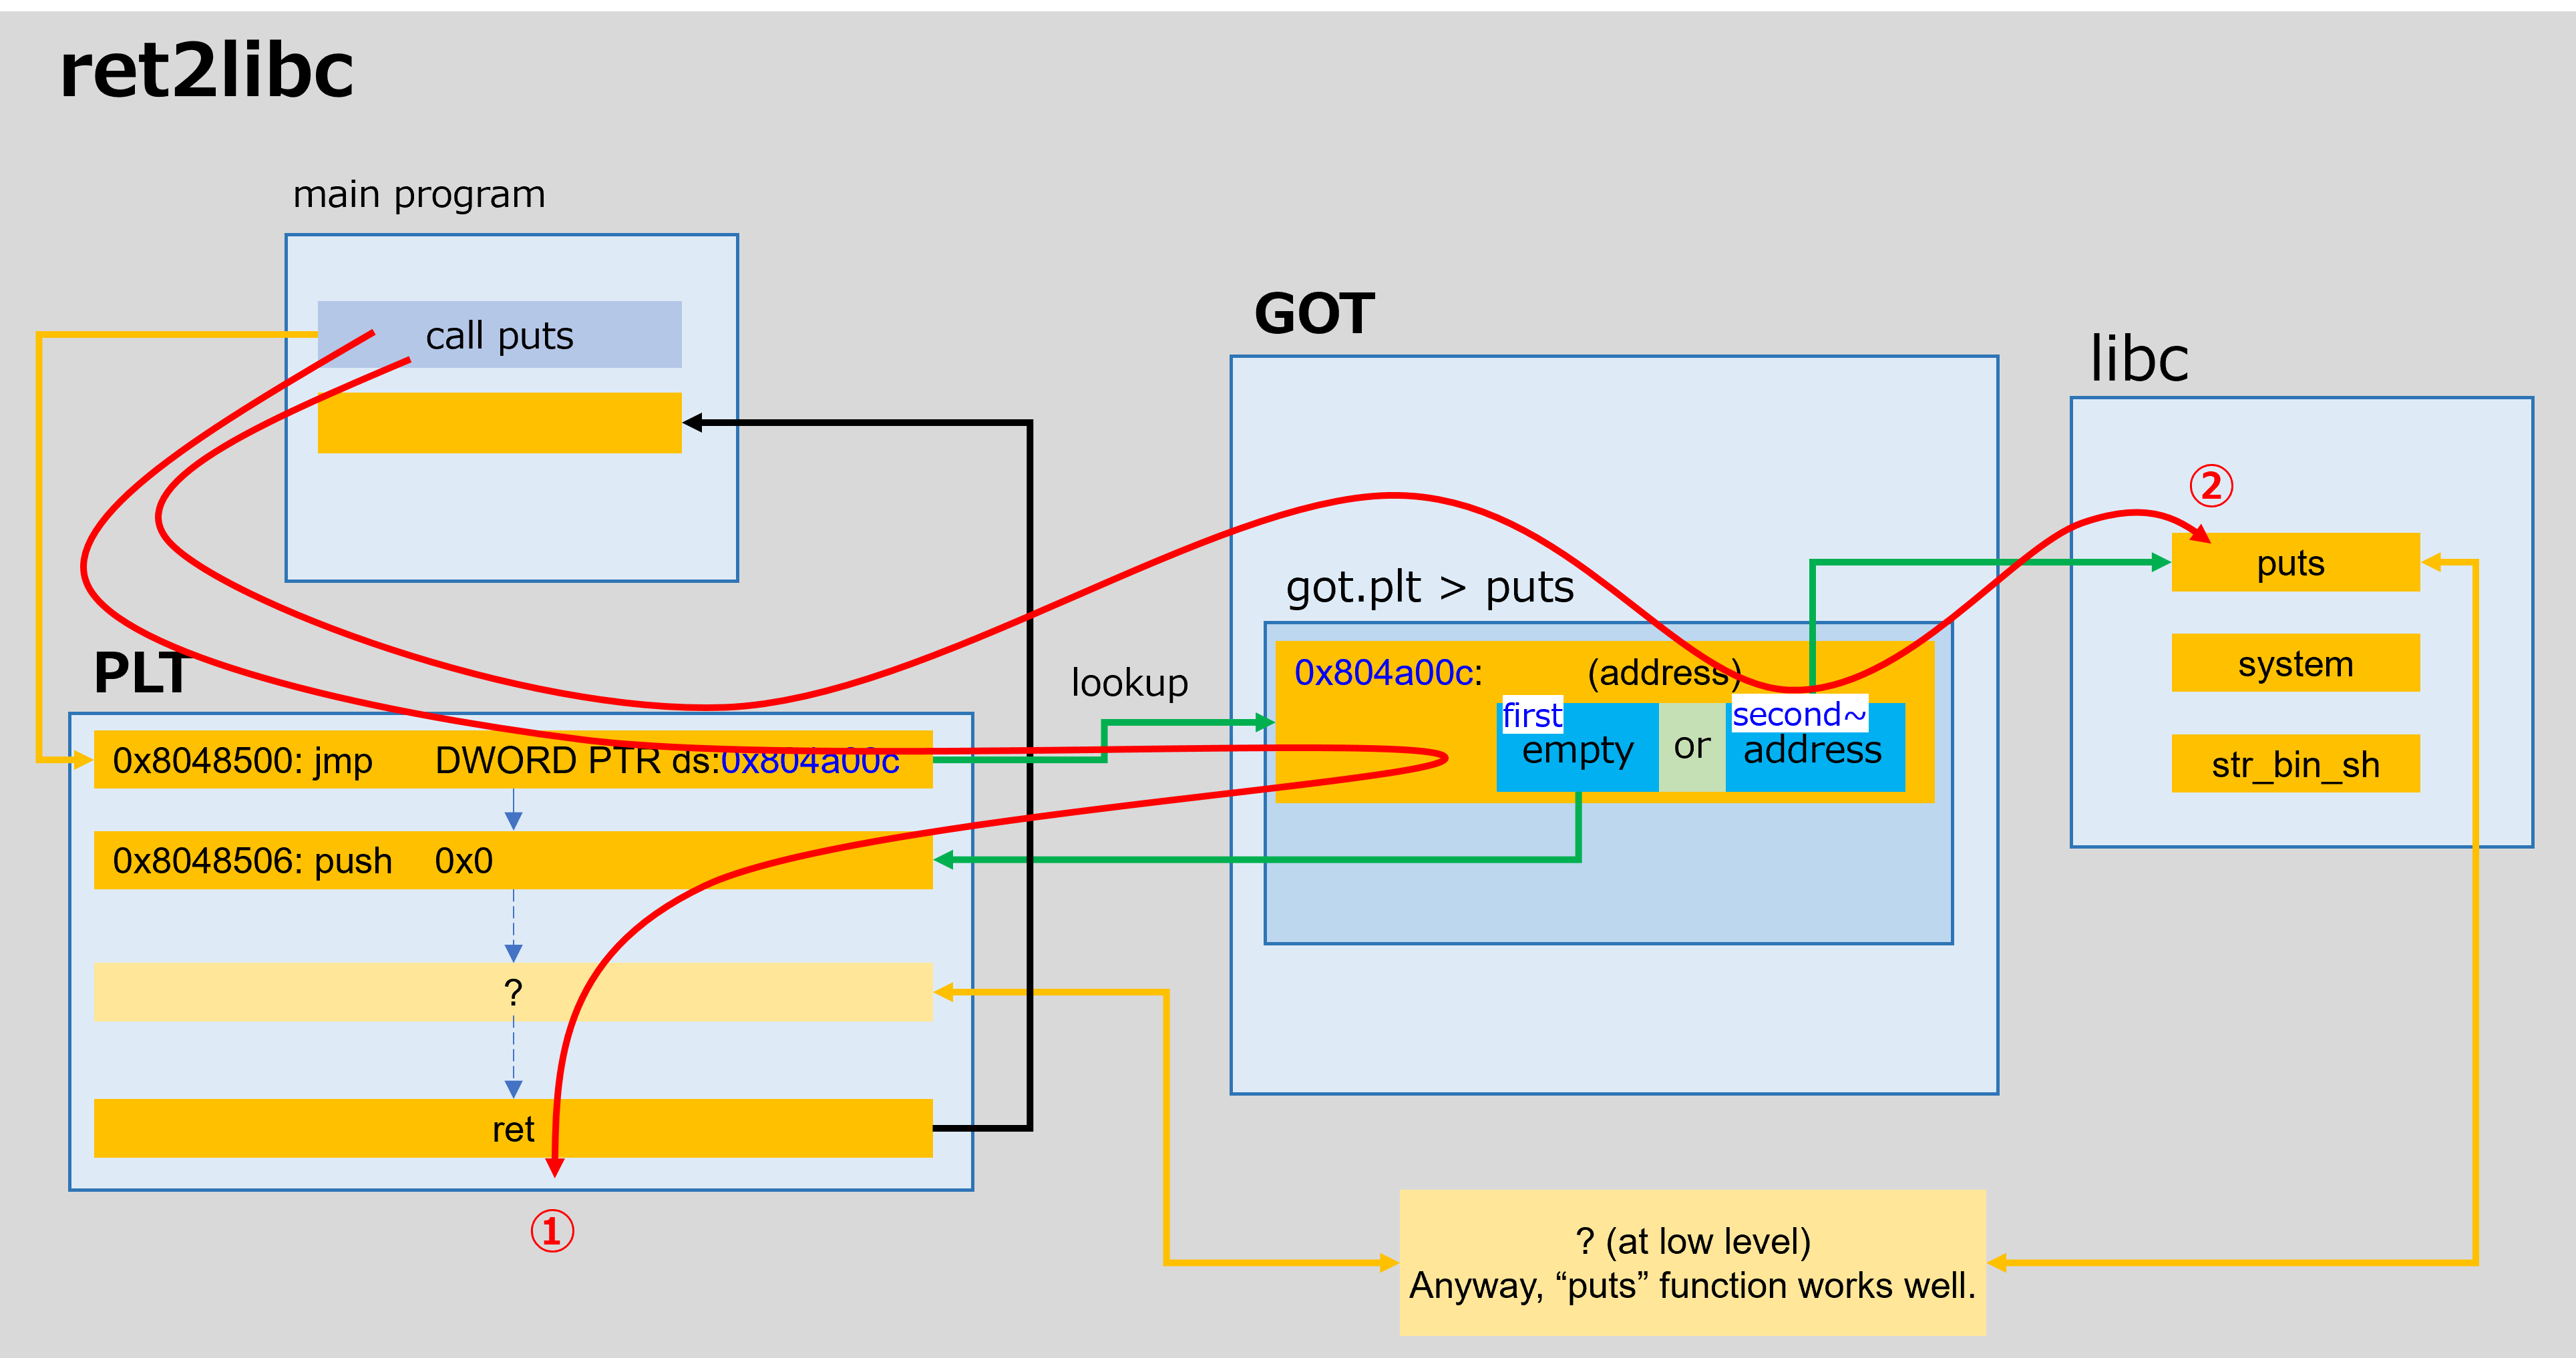 ret2libc
main program
call puts
PLT
0x8048500: jmp DWORD PTR ds:0x804a00c
0x8048506: push 0x0
?
ret
①
lookup
GOT
got.plt > puts
0x804a00c: (address)
first
empty
or
second~
address
libc
②
puts
system
str_bin_sh
? (at low level)
Anyway, “puts” function works well.